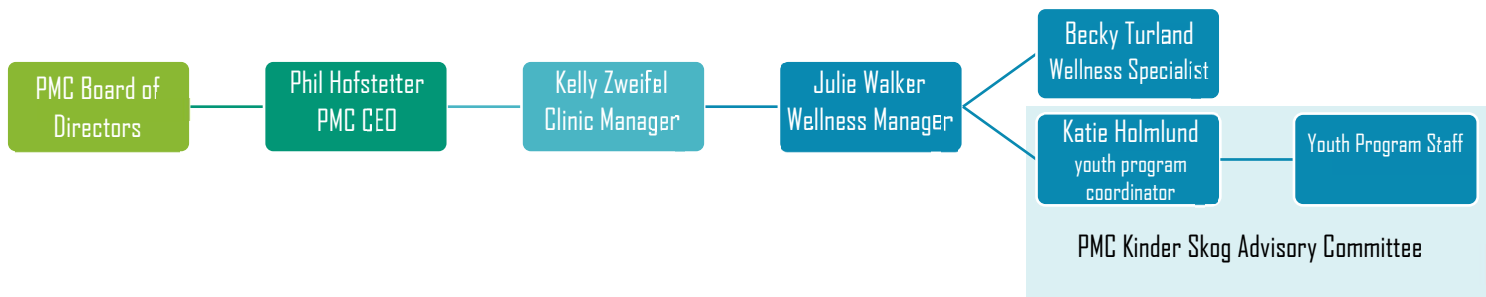 PMC Board of
Directors
Phil Hofstetter
PMC CEO
Kelly Zweifel
Clinic Manager
Julie Walker
Wellness Manager
Becky Turland
Wellness Specialist
Katie Holmlund
youth program
coordinator
Youth Program Staff
PMC Kinder Skog Advisory Committee